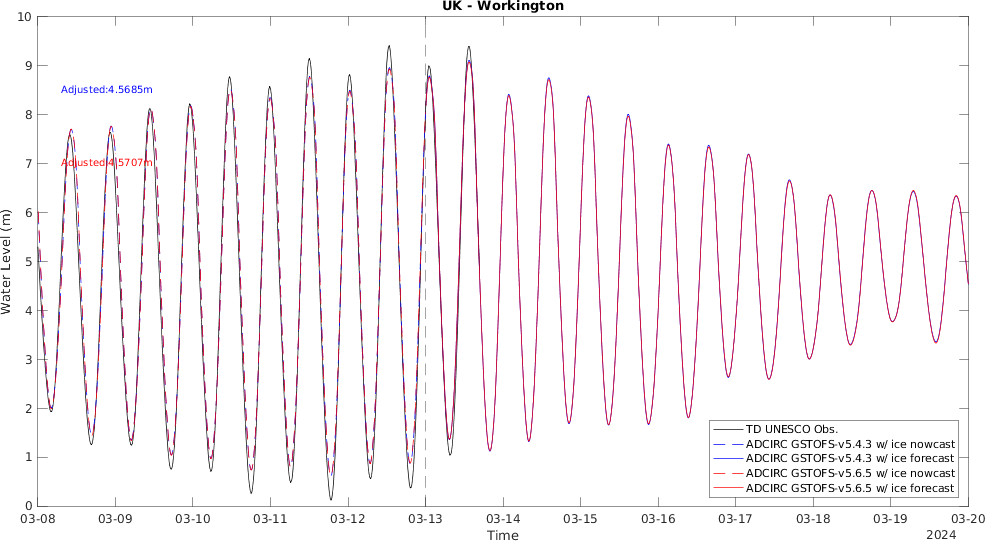 UK - Workington
Water Level (m)
10
9
8
7
6
5
4
3
2
1
0
Adjusted:4.5685m
Adjusted:4.5707m
TD UNESCO Obs.
ADCIRC GSTOFS-v5.4.3 w/ ice nowcast
ADCIRC GSTOFS-v5.4.3 w/ ice forecast
ADCIRC GSTOFS-v5.6.5 w/ ice nowcast
ADCIRC GSTOFS-v5.6.5 w/ ice forecast
03-08 03-09 03-10 03-11 03-12 03-13 03-14 03-15 03-16 03-17 03-18 03-19 03-20
Time
2024